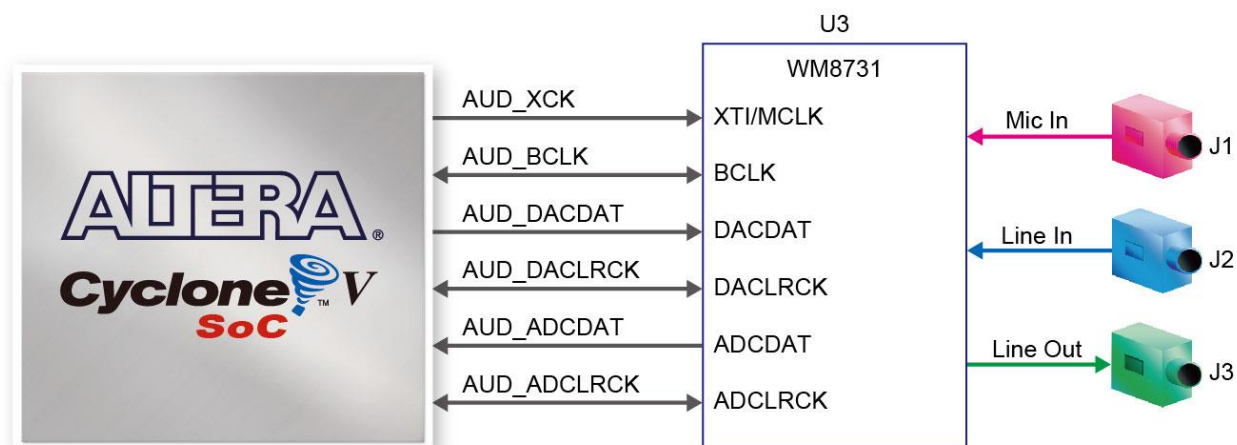 U3
WM8731
AUD_XCK
XTI/MCLK
Mic In
J1
AUD_BCLK
BCLK
AUD_DACDAT
DACDAT
Line In
J2
ALTERA®
AUD_DACLRCK
DACLRCK
Cyclone™ V
SoC
AUD_ADCDAT
ADCDAT
Line Out
J3
AUD_ADCLRCK
ADCLRCK